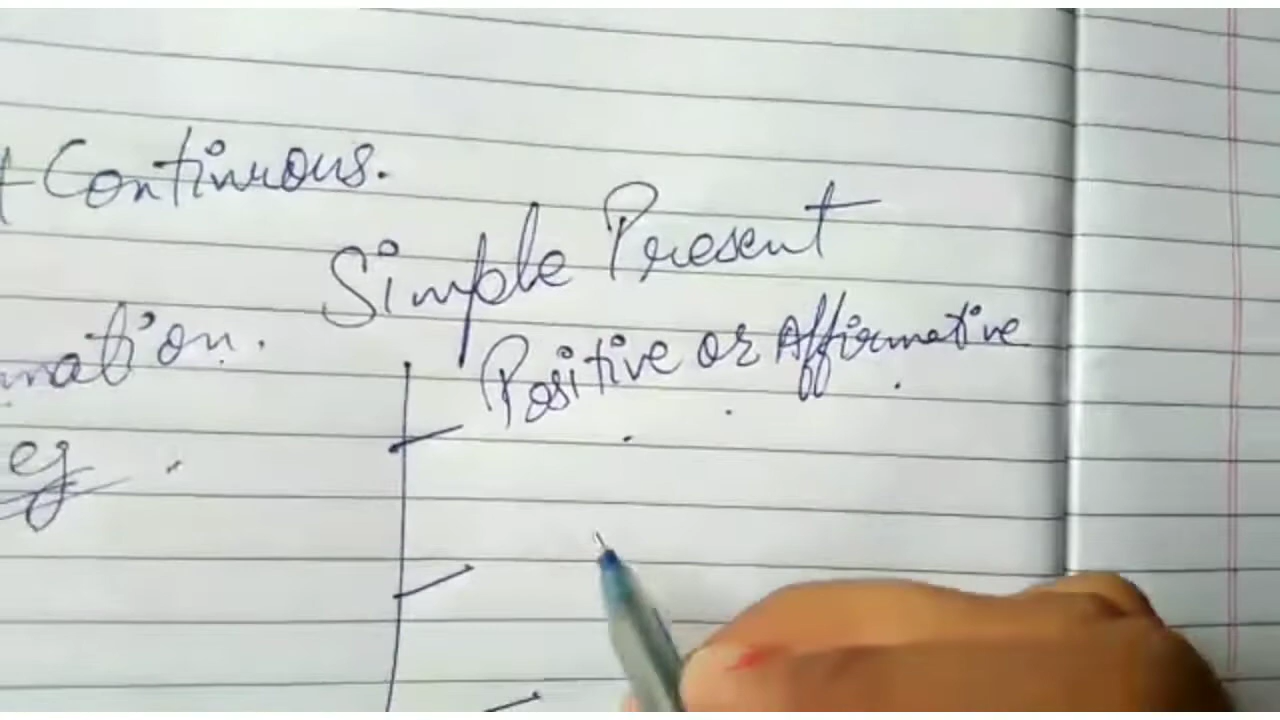 Continuous.
Simple Present
Positive or Affirmative
eg